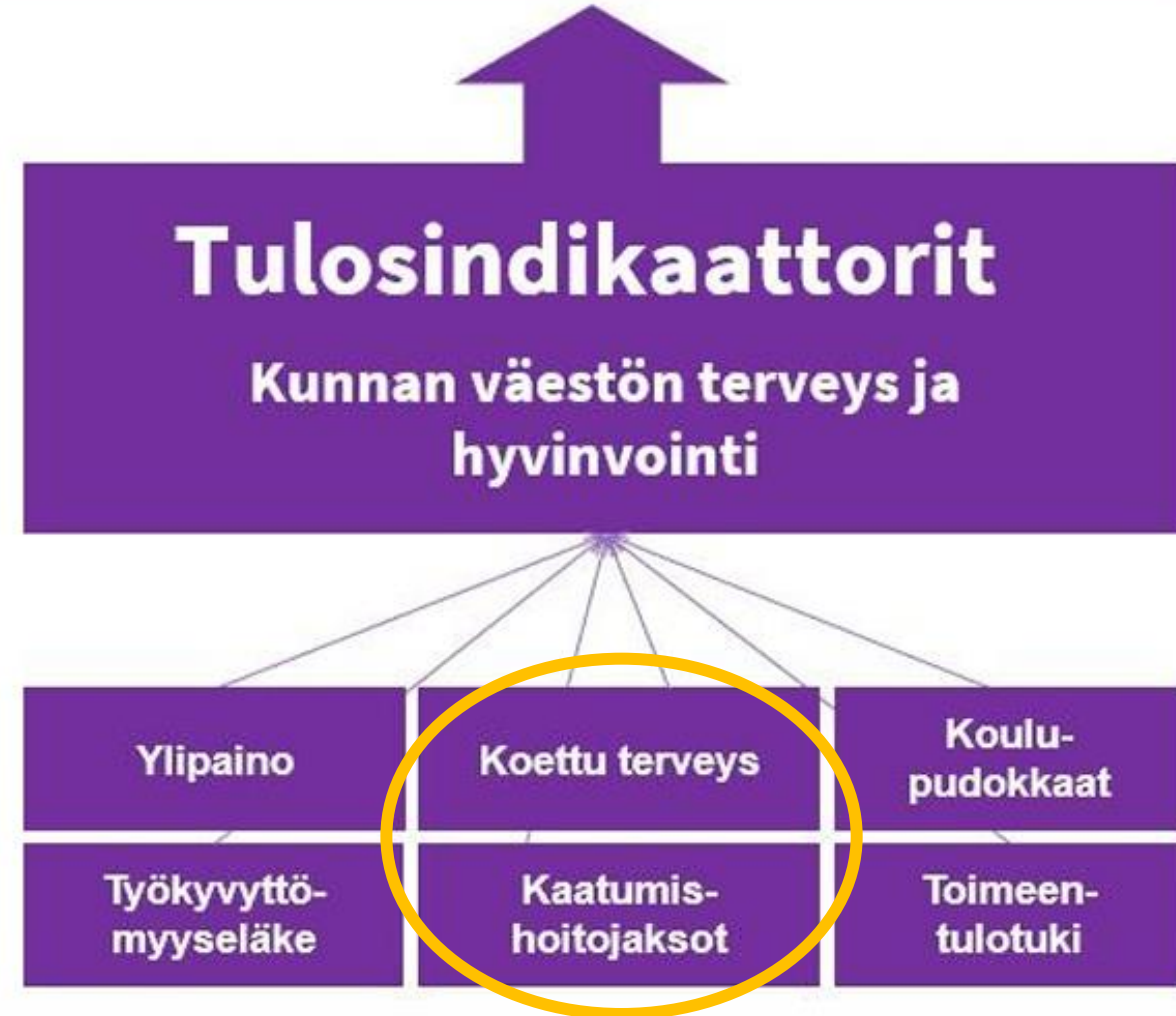 Tulosindikaattorit
Kunnan väestön terveys ja
hyvinvointi
Ylipaino
Koettu terveys
Koulu-
pudokkaat
Työkyvyttö-
myyseläke
Kaatumis-
hoitojaksot
Toimeen-
tulotuki